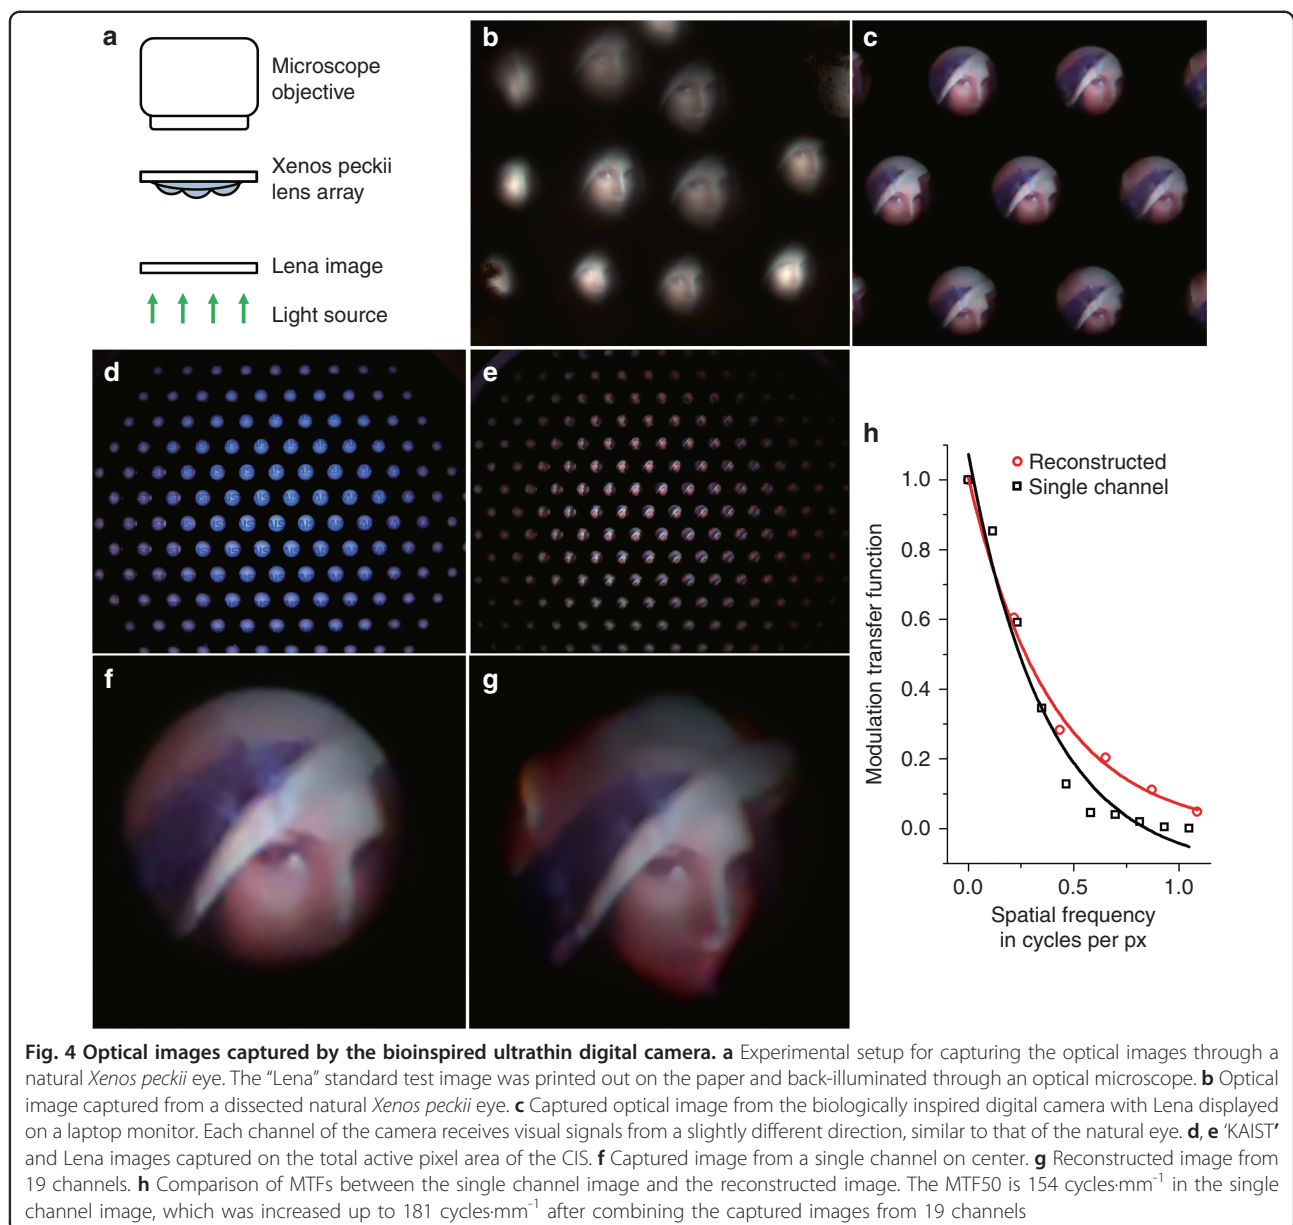 a
Microscope
objective
Xenos peckii
lens array
Lena image
Light source
b
c
d
e
f
g
h
Reconstructed
Single channel
Modulation transfer function
1.0
0.8
0.6
0.4
0.2
0.0
0.0 0.5 1.0
Spatial frequency
in cycles per px
Fig. 4 Optical images captured by the bioinspired ultrathin digital camera. a Experimental setup for capturing the optical images through a
natural Xenos peckii eye. The “Lena” standard test image was printed out on the paper and back-illuminated through an optical microscope. b Optical
image captured from a dissected natural Xenos peckii eye. c Captured optical image from the biologically inspired digital camera with Lena displayed
on a laptop monitor. Each channel of the camera receives visual signals from a slightly different direction, similar to that of the natural eye. d, e ‘KAIST’
and Lena images captured on the total active pixel area of the CIS. f Captured image from a single channel on center. g Reconstructed image from
19 channels. h Comparison of MTFs between the single channel image and the reconstructed image. The MTF50 is 154 cycles·mm⁻¹ in the single
channel image, which was increased up to 181 cycles·mm⁻¹ after combining the captured images from 19 channels